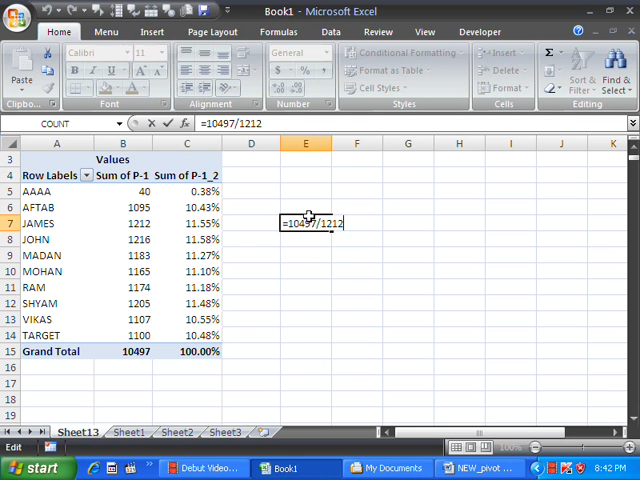 Book1 - Microsoft Excel
Home Menu Insert Page Layout Formulas Data Review View Developer
Paste
Calibri 11
B I U
General
Conditional Formatting
Format as Table
Cell Styles
Insert
Delete
Format
Sort & Filter
Find & Select
Clipbo... Font Alignment Number Styles Cells Editing
COUNT =10497/1212
A B C D E F G H I J K
3 Values
4 Row Labels Sum of P-1 Sum of P-1_2
5 AAAA 40 0.38%
6 AFTAB 1095 10.43%
7 JAMES 1212 11.55% =10497/1212
8 JOHN 1216 11.58%
9 MADAN 1183 11.27%
10 MOHAN 1165 11.10%
11 RAM 1174 11.18%
12 SHYAM 1205 11.48%
13 VIKAS 1107 10.55%
14 TARGET 1100 10.48%
15 Grand Total 10497 100.00%
16
17
18
19
Sheet13 Sheet1 Sheet2 Sheet3
Edit 100%
start Debut Video... Book1 My Documents NEW_pivot ... 8:42 PM